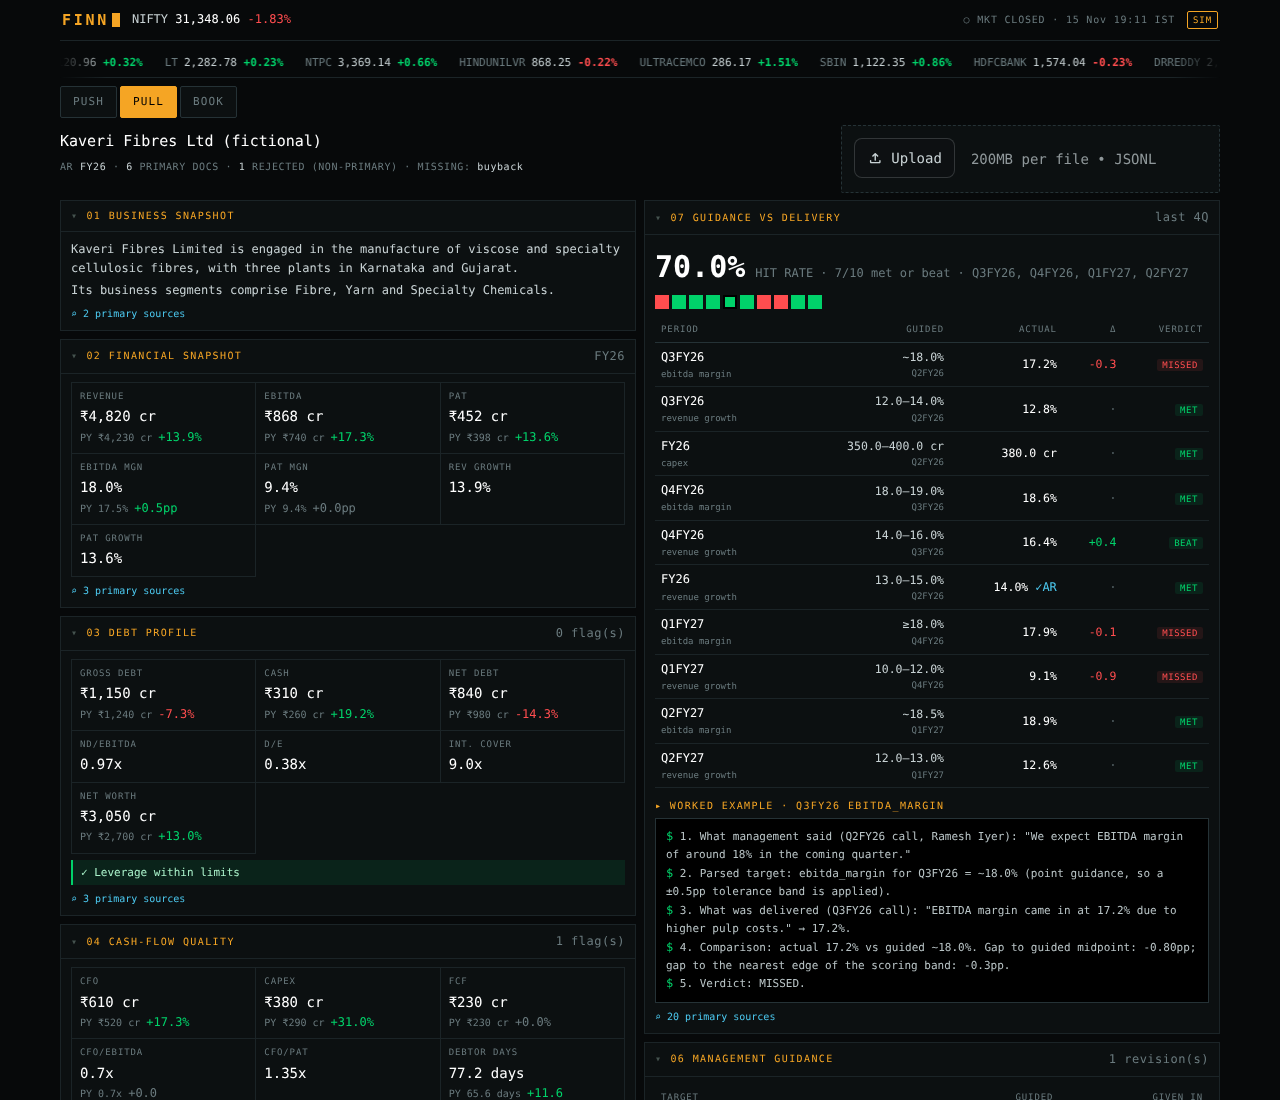 FINN NIFTY 31,348.06 -1.83%
○ MKT CLOSED · 15 Nov 19:11 IST SIM
20.96 +0.32% LT 2,282.78 +0.23% NTPC 3,369.14 +0.66% HINDUNILVR 868.25 -0.22% ULTRACEMCO 286.17 +1.51% SBIN 1,122.35 +0.86% HDFCBANK 1,574.04 -0.23% DRREDDY 2.
PUSH PULL BOOK
Kaveri Fibres Ltd (fictional)
AR FY26 · 6 PRIMARY DOCS · 1 REJECTED (NON-PRIMARY) · MISSING: buyback
Upload 200MB per file • JSONL
▾ 01 BUSINESS SNAPSHOT
Kaveri Fibres Limited is engaged in the manufacture of viscose and specialty
cellulosic fibres, with three plants in Karnataka and Gujarat.
Its business segments comprise Fibre, Yarn and Specialty Chemicals.
⌕ 2 primary sources
▾ 02 FINANCIAL SNAPSHOT FY26
REVENUE EBITDA PAT
₹4,820 cr ₹868 cr ₹452 cr
PY ₹4,230 cr +13.9% PY ₹740 cr +17.3% PY ₹398 cr +13.6%
EBITDA MGN PAT MGN REV GROWTH
18.0% 9.4% 13.9%
PY 17.5% +0.5pp PY 9.4% +0.0pp
PAT GROWTH
13.6%
⌕ 3 primary sources
▾ 03 DEBT PROFILE 0 flag(s)
GROSS DEBT CASH NET DEBT
₹1,150 cr ₹310 cr ₹840 cr
PY ₹1,240 cr -7.3% PY ₹260 cr +19.2% PY ₹980 cr -14.3%
ND/EBITDA D/E INT. COVER
0.97x 0.38x 9.0x
NET WORTH
₹3,050 cr
PY ₹2,700 cr +13.0%
✓ Leverage within limits
⌕ 3 primary sources
▾ 04 CASH-FLOW QUALITY 1 flag(s)
CFO CAPEX FCF
₹610 cr ₹380 cr ₹230 cr
PY ₹520 cr +17.3% PY ₹290 cr +31.0% PY ₹230 cr +0.0%
CFO/EBITDA CFO/PAT DEBTOR DAYS
0.7x 1.35x 77.2 days
PY 0.7x +0.0 PY 65.6 days +11.6
▾ 07 GUIDANCE VS DELIVERY last 4Q
70.0% HIT RATE · 7/10 met or beat · Q3FY26, Q4FY26, Q1FY27, Q2FY27
PERIOD GUIDED ACTUAL Δ VERDICT
Q3FY26 ~18.0% 17.2% -0.3 MISSED
ebitda margin Q2FY26
Q3FY26 12.0–14.0% 12.8% · MET
revenue growth Q2FY26
FY26 350.0–400.0 cr 380.0 cr · MET
capex Q2FY26
Q4FY26 18.0–19.0% 18.6% · MET
ebitda margin Q3FY26
Q4FY26 14.0–16.0% 16.4% +0.4 BEAT
revenue growth Q3FY26
FY26 13.0–15.0% 14.0% ✓AR · MET
revenue growth Q2FY26
Q1FY27 ≥18.0% 17.9% -0.1 MISSED
ebitda margin Q4FY26
Q1FY27 10.0–12.0% 9.1% -0.9 MISSED
revenue growth Q4FY26
Q2FY27 ~18.5% 18.9% · MET
ebitda margin Q1FY27
Q2FY27 12.0–13.0% 12.6% · MET
revenue growth Q1FY27
▸ WORKED EXAMPLE · Q3FY26 EBITDA_MARGIN
$ 1. What management said (Q2FY26 call, Ramesh Iyer): "We expect EBITDA margin
of around 18% in the coming quarter."
$ 2. Parsed target: ebitda_margin for Q3FY26 = ~18.0% (point guidance, so a
±0.5pp tolerance band is applied).
$ 3. What was delivered (Q3FY26 call): "EBITDA margin came in at 17.2% due to
higher pulp costs." → 17.2%.
$ 4. Comparison: actual 17.2% vs guided ~18.0%. Gap to guided midpoint: -0.80pp;
gap to the nearest edge of the scoring band: -0.3pp.
$ 5. Verdict: MISSED.
⌕ 20 primary sources
▾ 06 MANAGEMENT GUIDANCE 1 revision(s)
TARGET GUIDED GIVEN IN